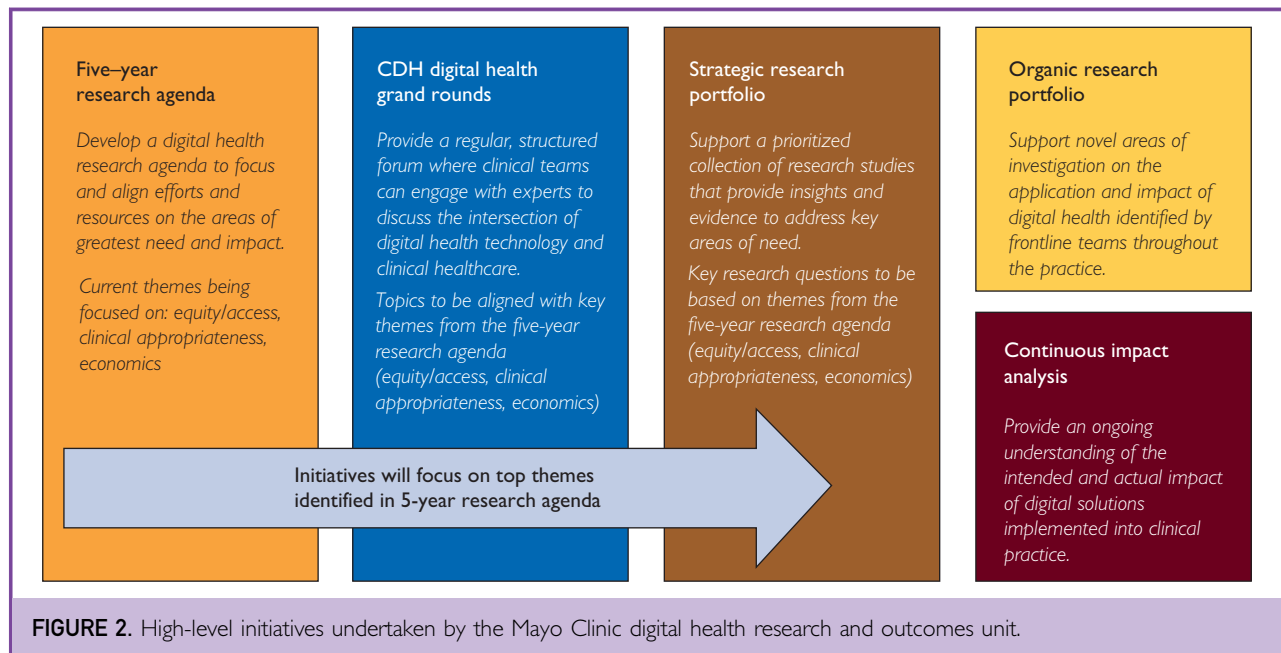 Five–year
research agenda
Develop a digital health
research agenda to focus
and align efforts and
resources on the areas of
greatest need and impact.
Current themes being
focused on: equity/access,
clinical appropriateness,
economics
CDH digital health
grand rounds
Provide a regular, structured
forum where clinical teams
can engage with experts to
discuss the intersection of
digital health technology and
clinical healthcare.
Topics to be aligned with key
themes from the five-year
research agenda
(equity/access, clinical
appropriateness, economics)
Strategic research
portfolio
Support a prioritized
collection of research studies
that provide insights and
evidence to address key
areas of need.
Key research questions to be
based on themes from the
five-year research agenda
(equity/access, clinical
appropriateness, economics)
Initiatives will focus on top themes
identified in 5-year research agenda
Organic research
portfolio
Support novel areas of
investigation on the
application and impact of
digital health identified by
frontline teams throughout
the practice.
Continuous impact
analysis
Provide an ongoing
understanding of the
intended and actual impact
of digital solutions
implemented into clinical
practice.
FIGURE 2. High-level initiatives undertaken by the Mayo Clinic digital health research and outcomes unit.